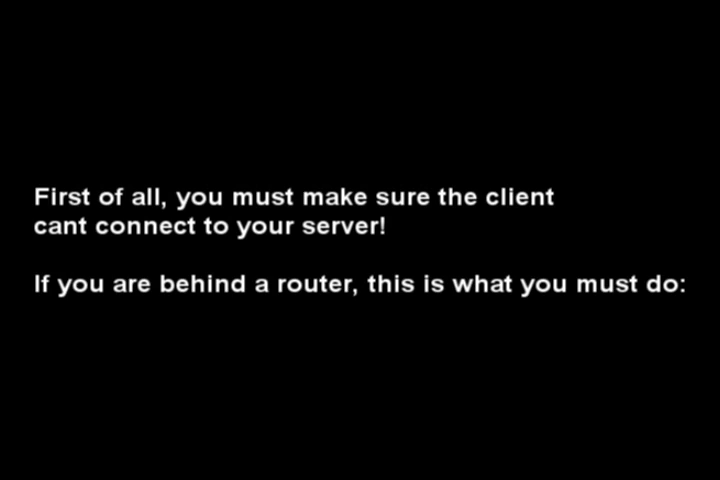 First of all, you must make sure the client
cant connect to your server!
If you are behind a router, this is what you must do: